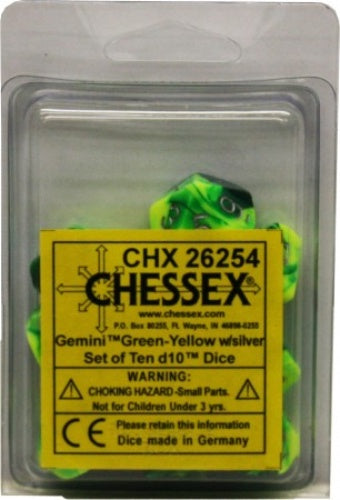 CHX 26254
CHESSEX®
www.chessex.com
P.O. Box 80255, Ft. Wayne, IN 46898-0255
Gemini™Green-Yellow w/silver
Set of Ten d10™ Dice
WARNING:
CHOKING HAZARD-Small Parts.
Not for Children Under 3 yrs.
CE
Please retain this information
Dice made in Germany